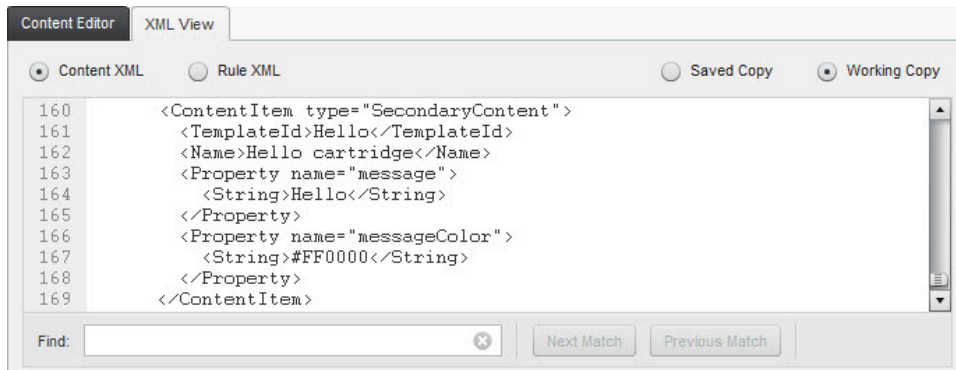 Content Editor XML View
Content XML Rule XML Saved Copy Working Copy
160 <ContentItem type="SecondaryContent">
161 <TemplateId>Hello</TemplateId>
162 <Name>Hello cartridge</Name>
163 <Property name="message">
164 <String>Hello</String>
165 </Property>
166 <Property name="messageColor">
167 <String>#FF0000</String>
168 </Property>
169 </ContentItem>
Find: Next Match Previous Match